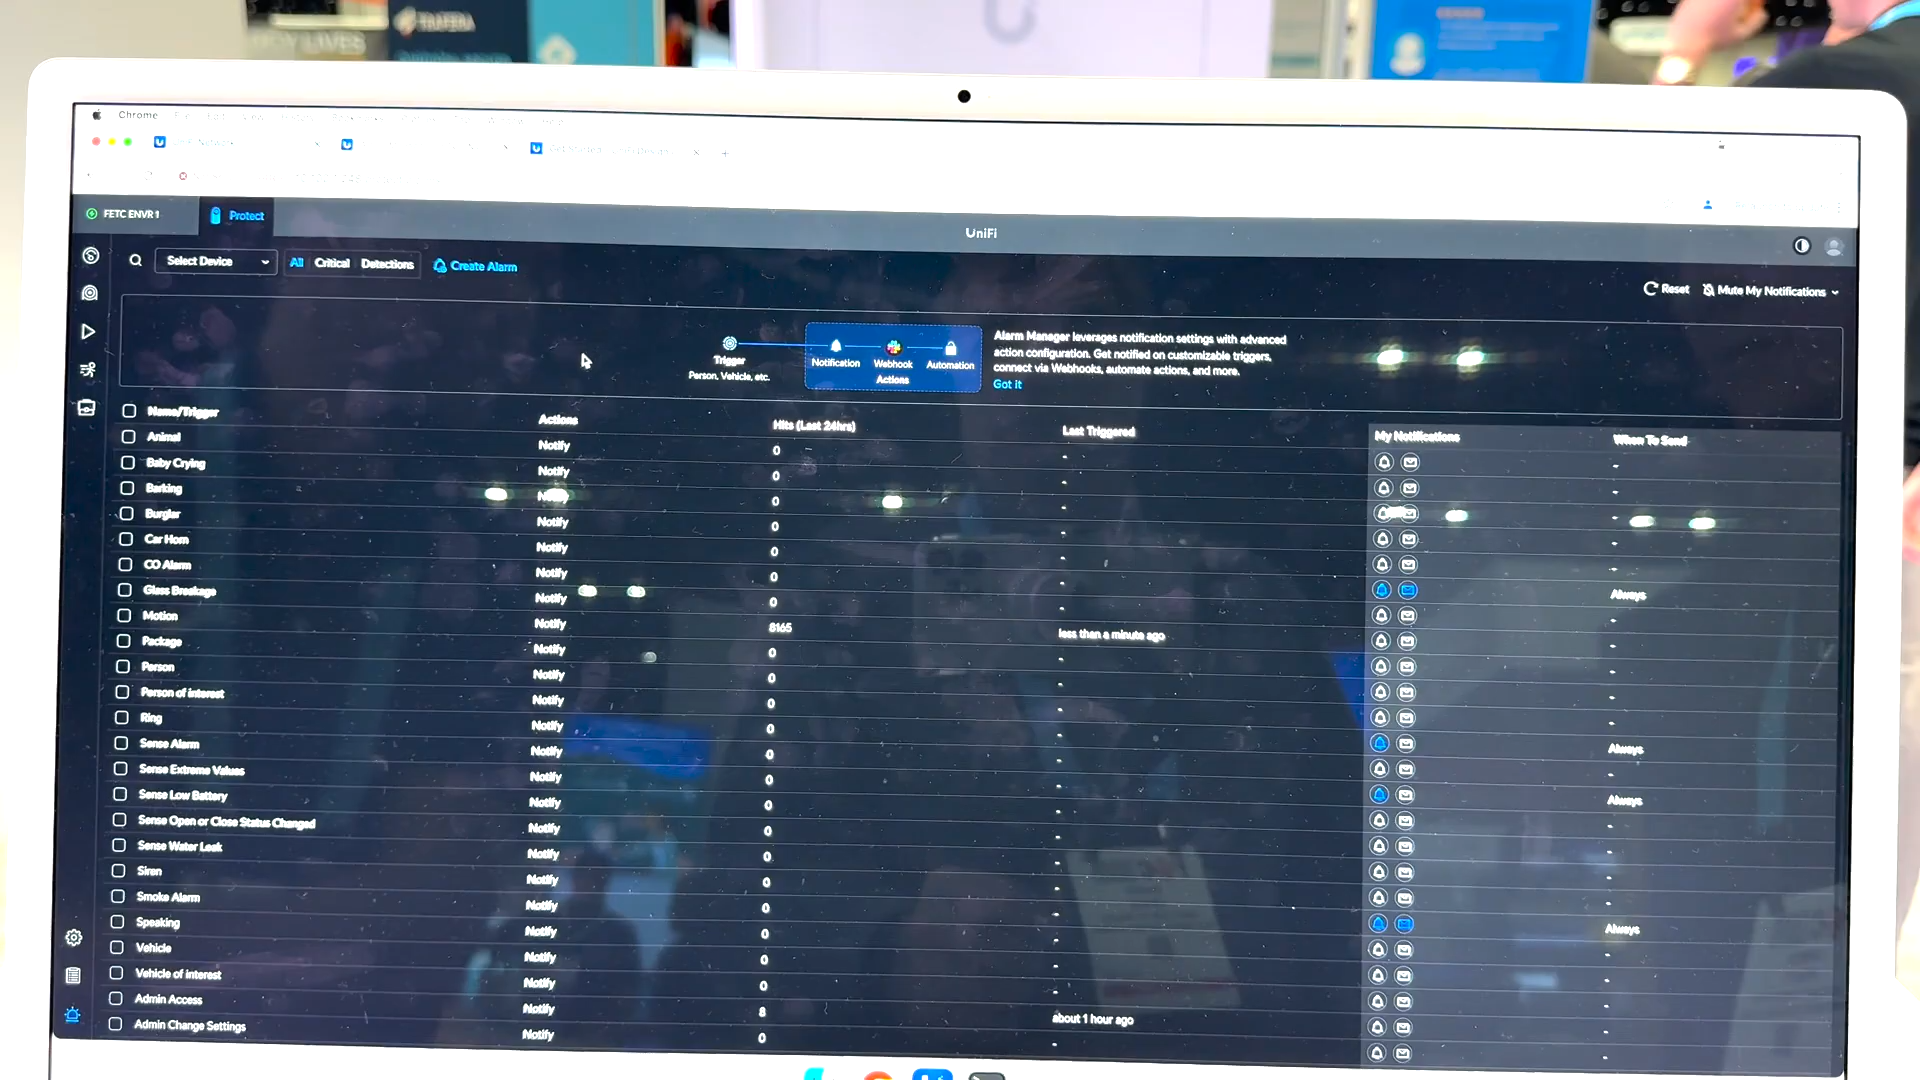 Chrome
FETC ENVR 1
Protect
UniFi
Select Device
All Critical Detections
Create Alarm
Reset
Mute My Notifications
Trigger
Person, Vehicle, etc.
Notification
Webhook
Automation
Actions
Alarm Manager leverages notification settings with advanced
action configuration. Get notified on customizable triggers,
connect via Webhooks, automate actions, and more.
Got it
Name/Trigger Actions Hits (Last 24hrs) Last Triggered My Notifications When To Send
Animal Notify 0 - -
Baby Crying Notify 0 - -
Barking Notify 0 - -
Burglar Notify 0 - -
Car Horn Notify 0 - -
CO Alarm Notify 0 - Always
Glass Breakage Notify 0 - -
Motion Notify 8165 less than a minute ago -
Package Notify 0 - -
Person Notify 0 - -
Person of interest Notify 0 - -
Ring Notify 0 - Always
Sense Alarm Notify 0 - -
Sense Extreme Values Notify 0 - Always
Sense Low Battery Notify 0 - -
Sense Open or Close Status Changed Notify 0 - -
Sense Water Leak Notify 0 - -
Siren Notify 0 - -
Smoke Alarm Notify 0 - Always
Speaking Notify 0 - -
Vehicle Notify 0 - -
Vehicle of interest Notify 0 - -
Admin Access Notify 8 about 1 hour ago -
Admin Change Settings Notify 0 - -